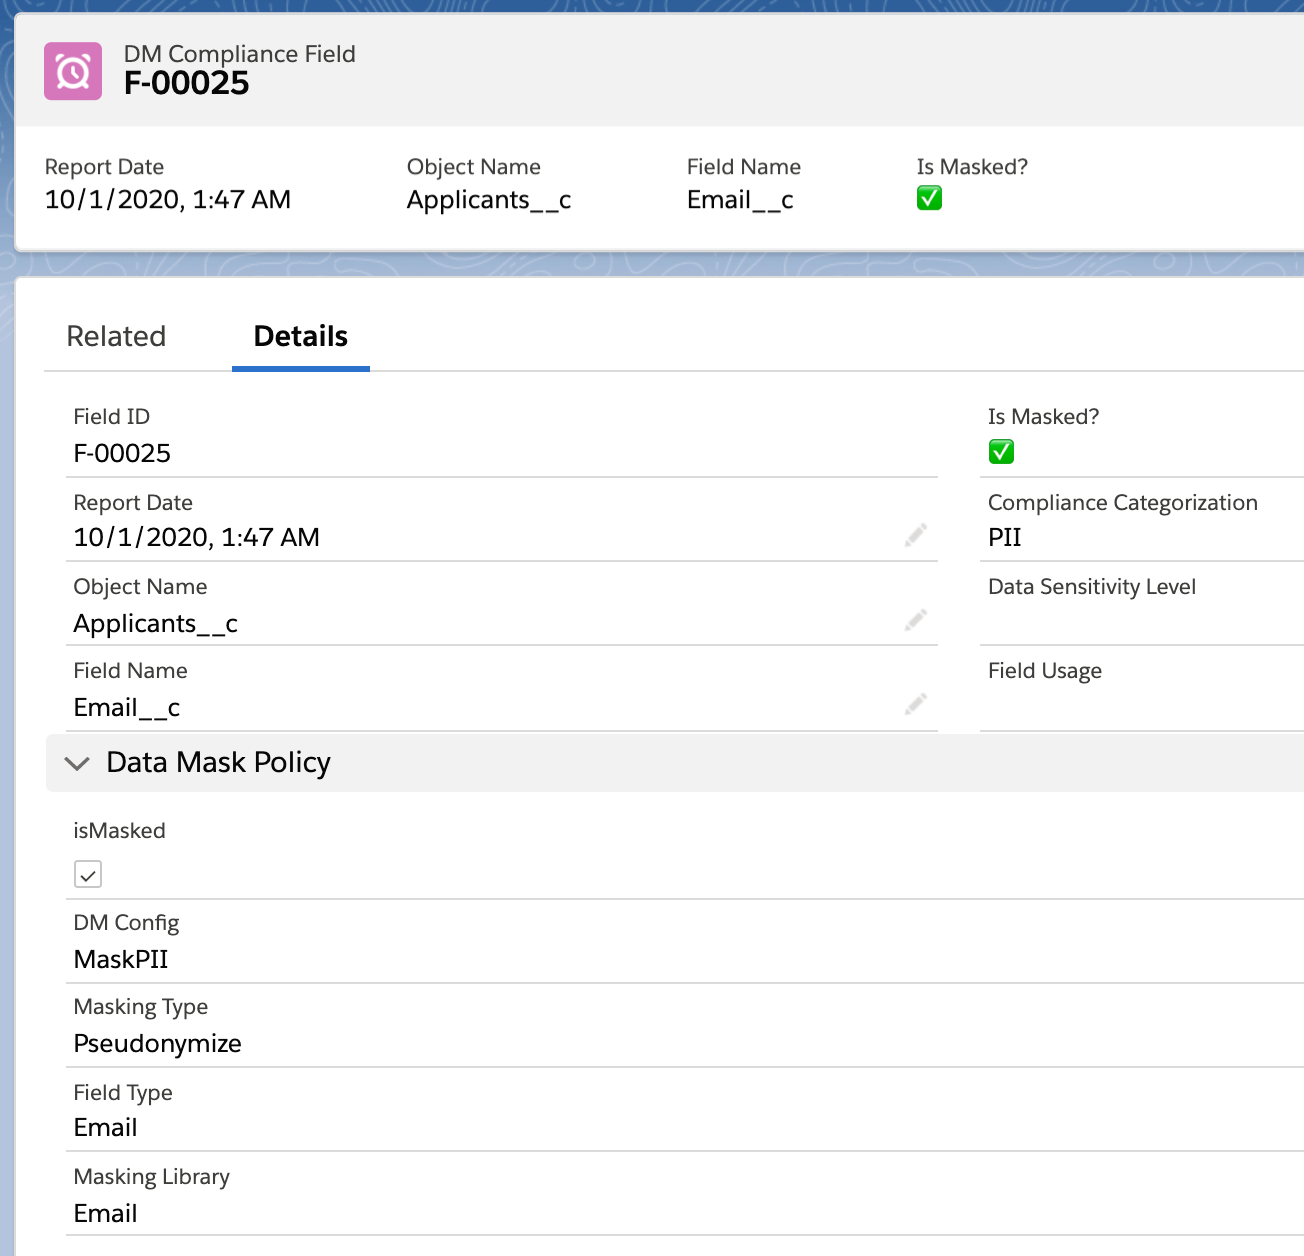 DM Compliance Field
F-00025
Report Date
10/1/2020, 1:47 AM
Object Name
Applicants__c
Field Name
Email__c
Is Masked?
Related
Details
Field ID
F-00025
Is Masked?
Report Date
10/1/2020, 1:47 AM
Compliance Categorization
PII
Object Name
Applicants__c
Data Sensitivity Level
Field Name
Email__c
Field Usage
Data Mask Policy
isMasked
DM Config
MaskPII
Masking Type
Pseudonymize
Field Type
Email
Masking Library
Email